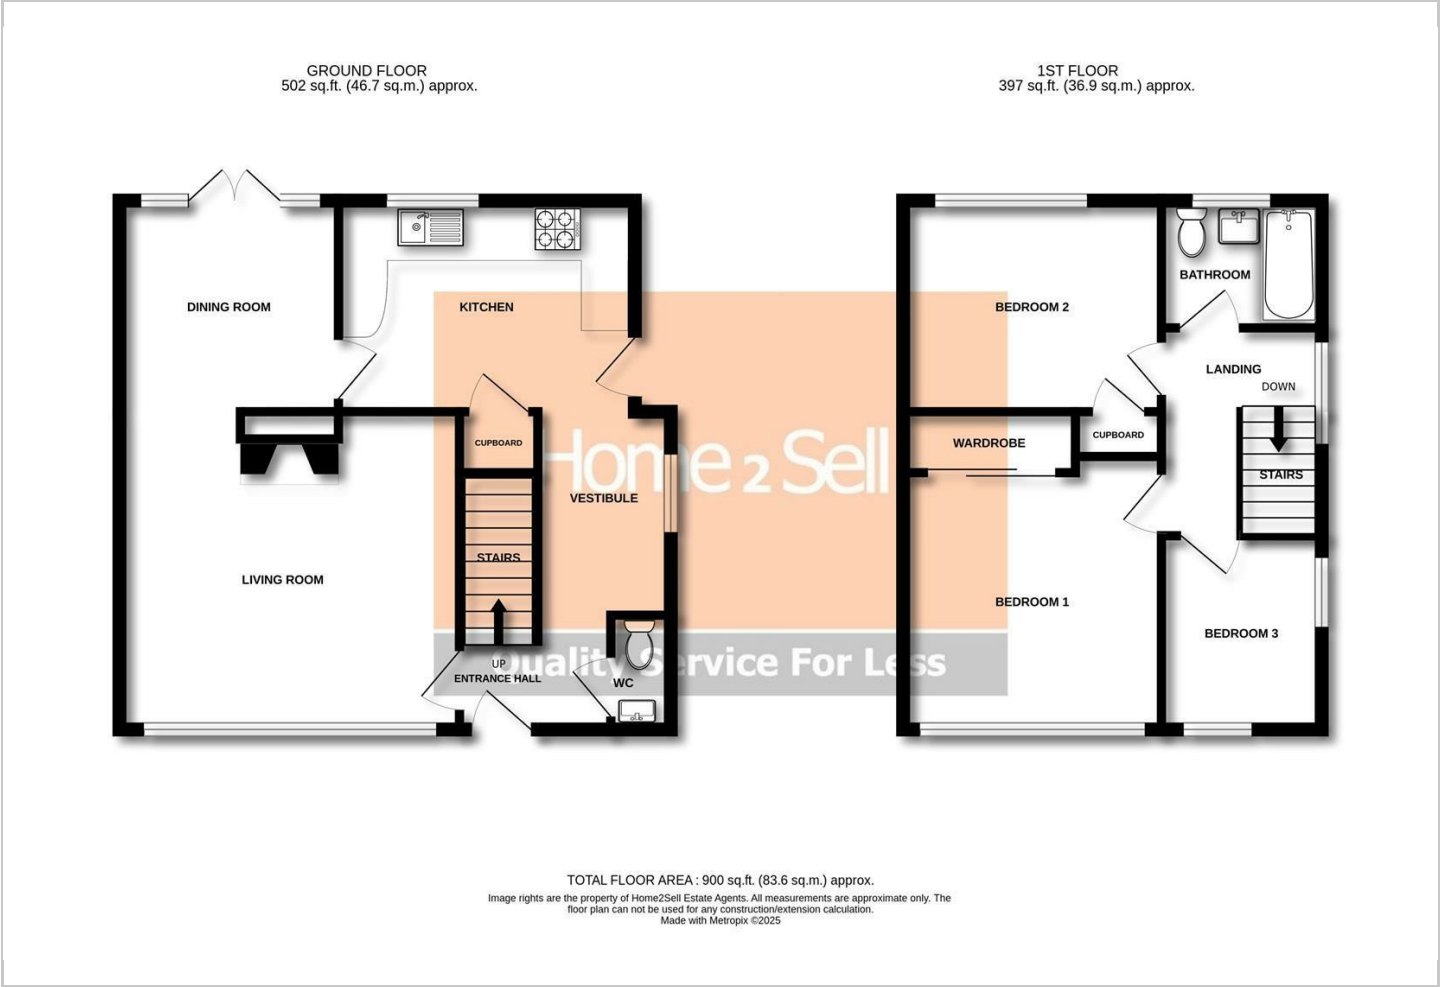 GROUND FLOOR
502 sq.ft. (46.7 sq.m.) approx.
1ST FLOOR
397 sq.ft. (36.9 sq.m.) approx.
DINING ROOM
KITCHEN
CUPBOARD
VESTIBULE
STAIRS
LIVING ROOM
UP
ENTRANCE HALL
WC
BEDROOM 2
BATHROOM
LANDING
DOWN
WARDROBE
CUPBOARD
STAIRS
BEDROOM 1
BEDROOM 3
Home 2 Sell
Quality Service For Less
TOTAL FLOOR AREA : 900 sq.ft. (83.6 sq.m.) approx.
Image rights are the property of Home2Sell Estate Agents. All measurements are approximate only. The
floor plan can not be used for any construction/extension calculation.
Made with Metropix ©2025